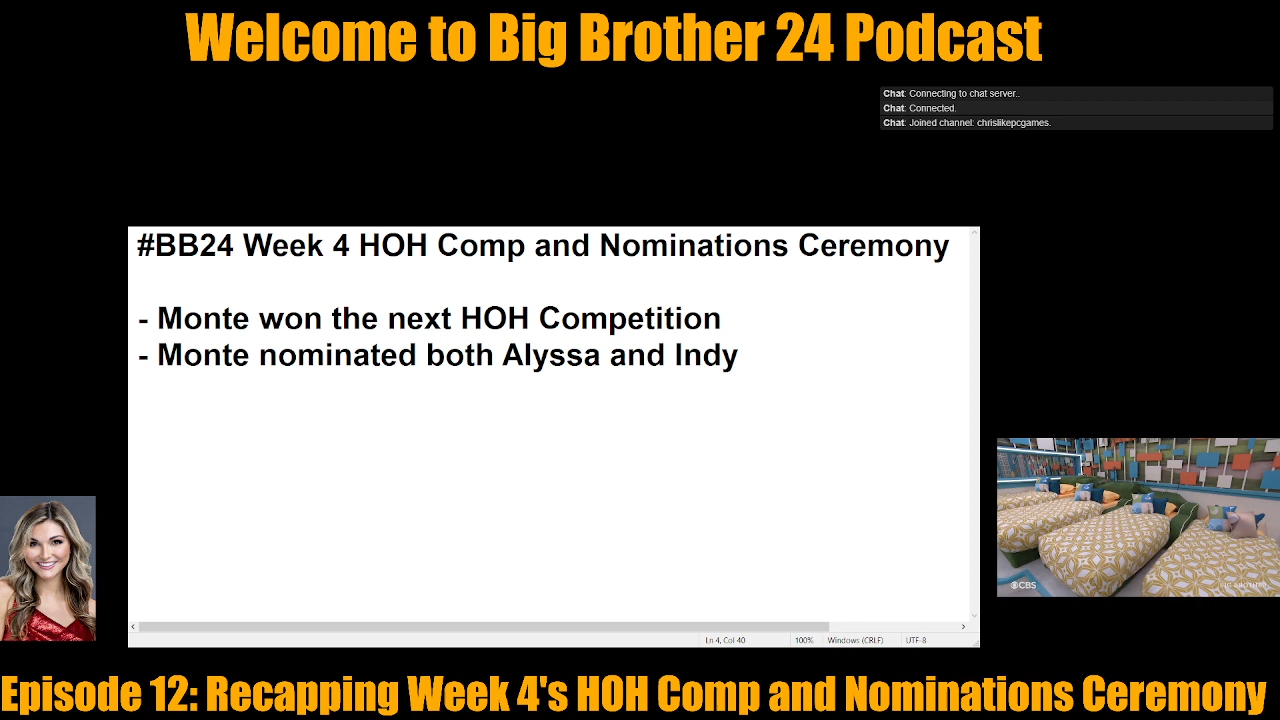 Welcome to Big Brother 24 Podcast
Chat: Connecting to chat server..
Chat: Connected.
Chat: Joined channel: chrislikepcgames.
#BB24 Week 4 HOH Comp and Nominations Ceremony
- Monte won the next HOH Competition
- Monte nominated both Alyssa and Indy
CBS
BIG BROTHER
Ln 4, Col 40
100%
Windows (CRLF)
UTF-8
Episode 12: Recapping Week 4's HOH Comp and Nominations Ceremony